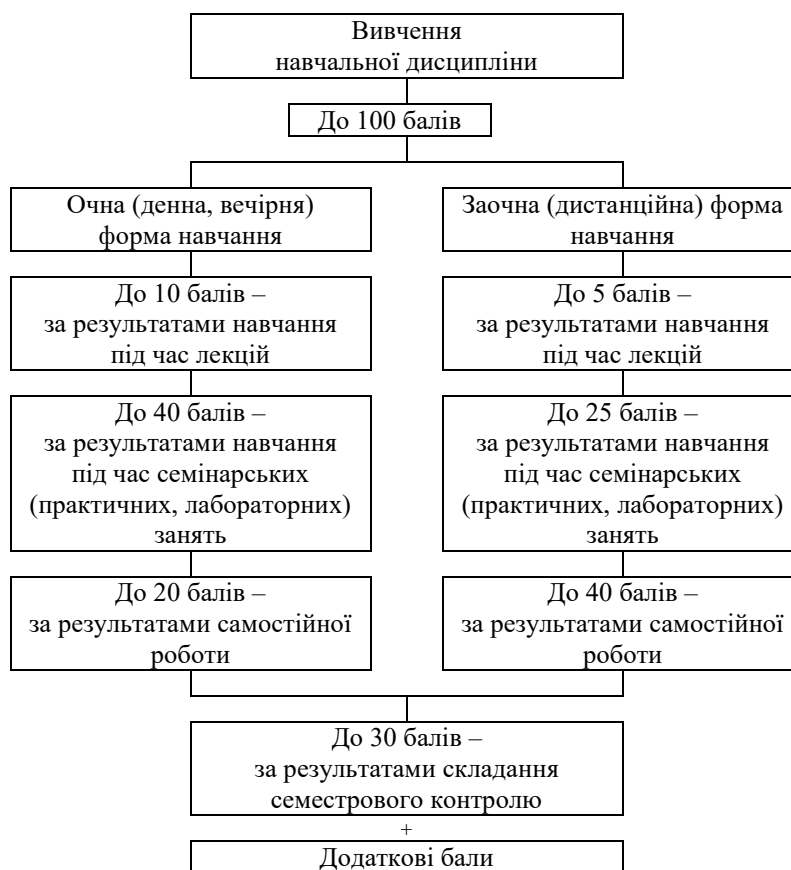 Вивчення
навчальної дисципліни
До 100 балів
Очна (денна, вечірня)
форма навчання
Заочна (дистанційна) форма
навчання
До 10 балів –
за результатами навчання
під час лекцій
До 5 балів –
за результатами навчання
під час лекцій
До 40 балів –
за результатами навчання
під час семінарських
(практичних, лабораторних)
занять
До 25 балів –
за результатами навчання
під час семінарських
(практичних, лабораторних)
занять
До 20 балів –
за результатами самостійної
роботи
До 40 балів –
за результатами самостійної
роботи
До 30 балів –
за результатами складання
семестрового контролю
+
Додаткові бали